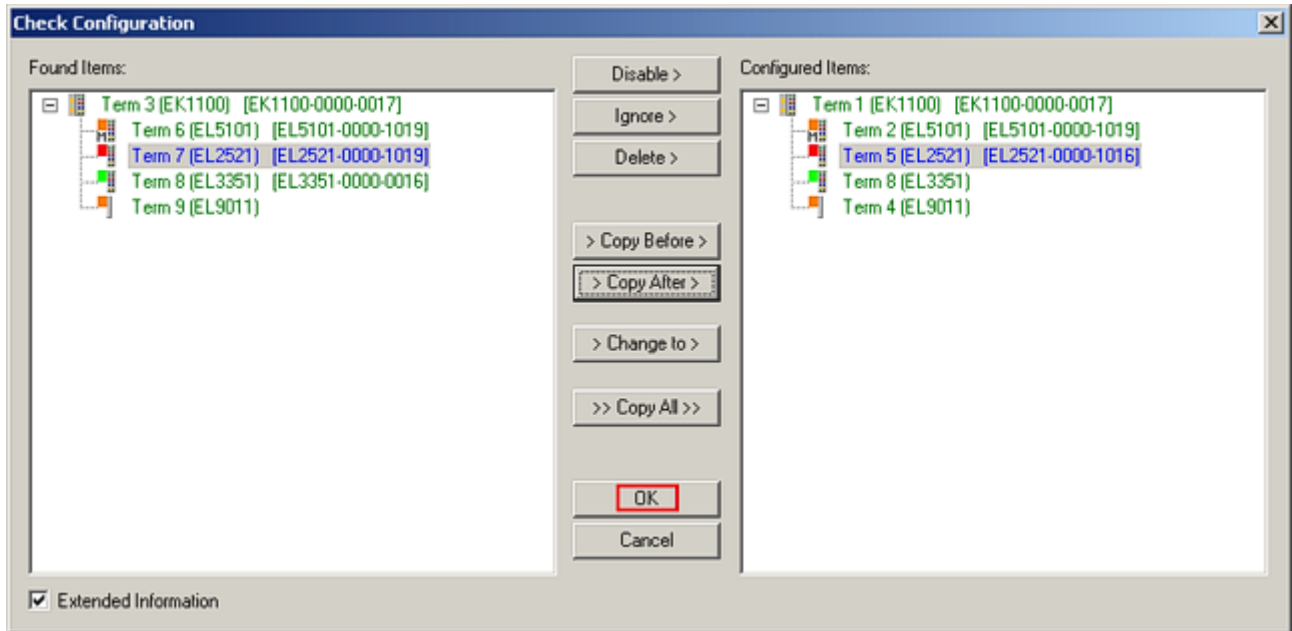 Check Configuration
Found Items:
Term 3 (EK1100) [EK1100-0000-0017]
Term 6 (EL5101) [EL5101-0000-1019]
Term 7 (EL2521) [EL2521-0000-1019]
Term 8 (EL3351) [EL3351-0000-0016]
Term 9 (EL9011)
Disable >
Ignore >
Delete >
> Copy Before >
> Copy After >
> Change to >
>> Copy All >>
OK
Cancel
Configured Items:
Term 1 (EK1100) [EK1100-0000-0017]
Term 2 (EL5101) [EL5101-0000-1019]
Term 5 (EL2521) [EL2521-0000-1016]
Term 8 (EL3351)
Term 4 (EL9011)
Extended Information